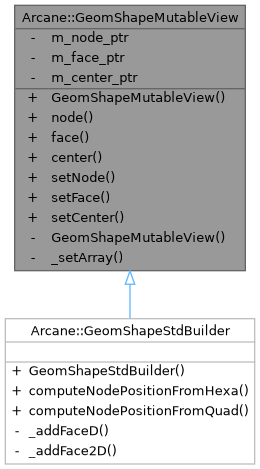 Arcane::GeomShapeMutableView
- m_node_ptr
- m_face_ptr
- m_center_ptr
+ GeomShapeMutableView()
+ node()
+ face()
+ center()
+ setNode()
+ setFace()
+ setCenter()
- GeomShapeMutableView()
- _setArray()
Arcane::GeomShapeStdBuilder
+ GeomShapeStdBuilder()
+ computeNodePositionFromHexa()
+ computeNodePositionFromQuad()
- _addFaceD()
- _addFace2D()